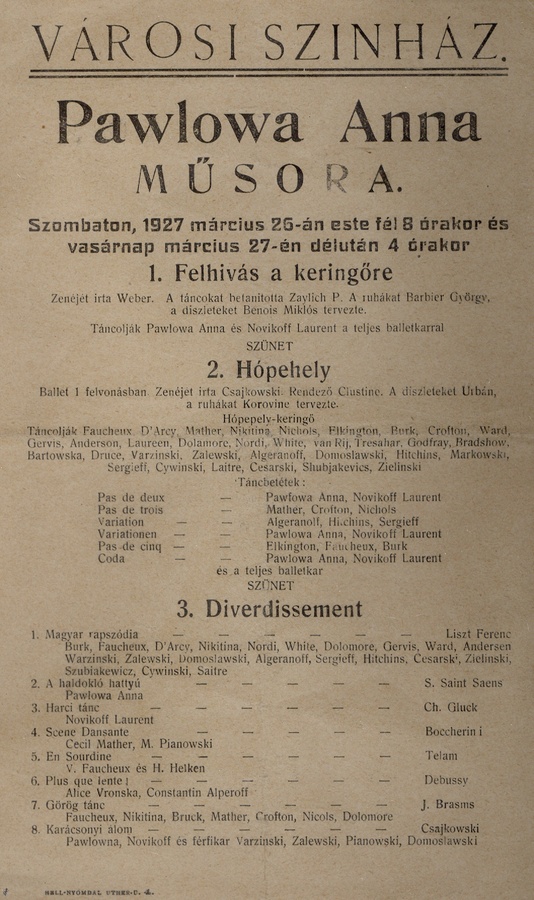 VÁROSI SZINHÁZ.
Pawlowa Anna
MŰSORA.
Szombaton, 1927 március 26-án este fél 8 órakor és
vasárnap március 27-én délután 4 órakor
1. Felhivás a keringőre
Zenéjét irta Weber. A táncokat betanitotta Zaylich P. A ruhákat Barbier György,
a diszleteket Benois Miklós tervezte.
Táncolják Pawlowa Anna és Novikoff Laurent a teljes balletkarral
SZÜNET
2. Hópehely
Ballet 1 felvonásban Zenéjét irta Csajkowski. Rendező Clustine. A diszleteket Urbán,
a ruhákat Korovine tervezte.
Hópepely-keringő
Táncolják Faucheux, D'Arcy, Mather, Nikitina, Nichols, Elkington, Burk, Crofton, Ward,
Gervis, Anderson, Laureen, Dolamore, Nordi, White, van Rij, Tresahar, Godfray, Bradshow,
Bartowska, Druce, Varzinski, Zalewski, Algeranoff, Domoslawski, Hitchins, Markowski,
Sergieff, Cywinski, Laitre, Cesarski, Shubjakevics, Zielinski
Táncbetétek:
Pas de deux — Pawlowa Anna, Novikoff Laurent
Pas de trois — Mather, Crofton, Nichols
Variation — — Algeranoff, Hitchins, Sergieff
Variationen — — Pawlowa Anna, Novikoff Laurent
Pas de cinq — — Elkington, Faucheux, Burk
Coda — — Pawlowa Anna, Novikoff Laurent
és a teljes balletkar
SZÜNET
3. Diverdissement
1. Magyar rapszódia — — — — — — — Liszt Ferenc
Burk, Faucheux, D'Arcy, Nikitina, Nordi, White, Dolomore, Gervis, Ward, Andersen
Warzinski, Zalewski, Domoslawski, Algeranoff, Sergieff, Hitchins, Cesarski, Zielinski,
Szubiakewicz, Cywinski, Saitre
2. A haldokló hattyú — — — — — S. Saint Saens
Pawlowa Anna
3. Harci tánc — — — — — — Ch. Gluck
Novikoff Laurent
4. Scene Dansante — — — — — Boccherini
Cecil Mather, M. Pianowski
5. En Sourdine — — — — — — Telam
V. Faucheux és H. Helken
6. Plus que lente — — — — — — Debussy
Alice Vronska, Constantin Alperoff
7. Görög tánc — — — — — — J. Brasms
Faucheux, Nikitina, Bruck, Mather, Crofton, Nicols, Dolomore
8. Karácsonyi álom — — — — — — Csajkowski
Pawlowna, Novikoff és férfikar Varzinski, Zalewski, Pianowski, Domoslawski
HELL-NYOMDA, UTHER-U. 4.